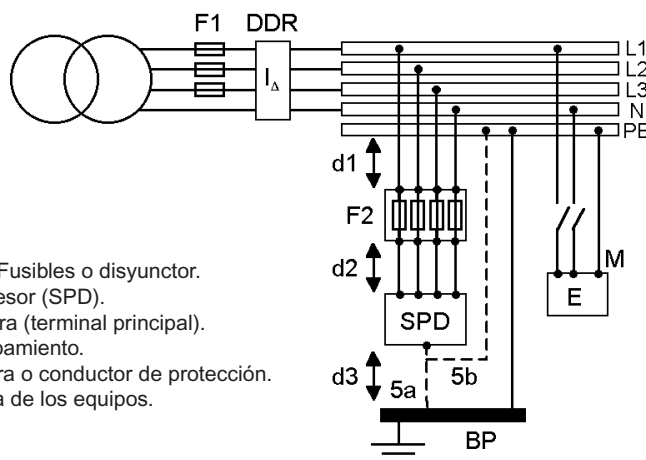 F1 DDR
I△
L1
L2
L3
N
PE
d1
F2
d2
SPD
d3
5a
5b
BP
M
E
Fusibles o disyunctor.
esor (SPD).
ra (terminal principal).
pamiento.
ra o conductor de protección.
a de los equipos.